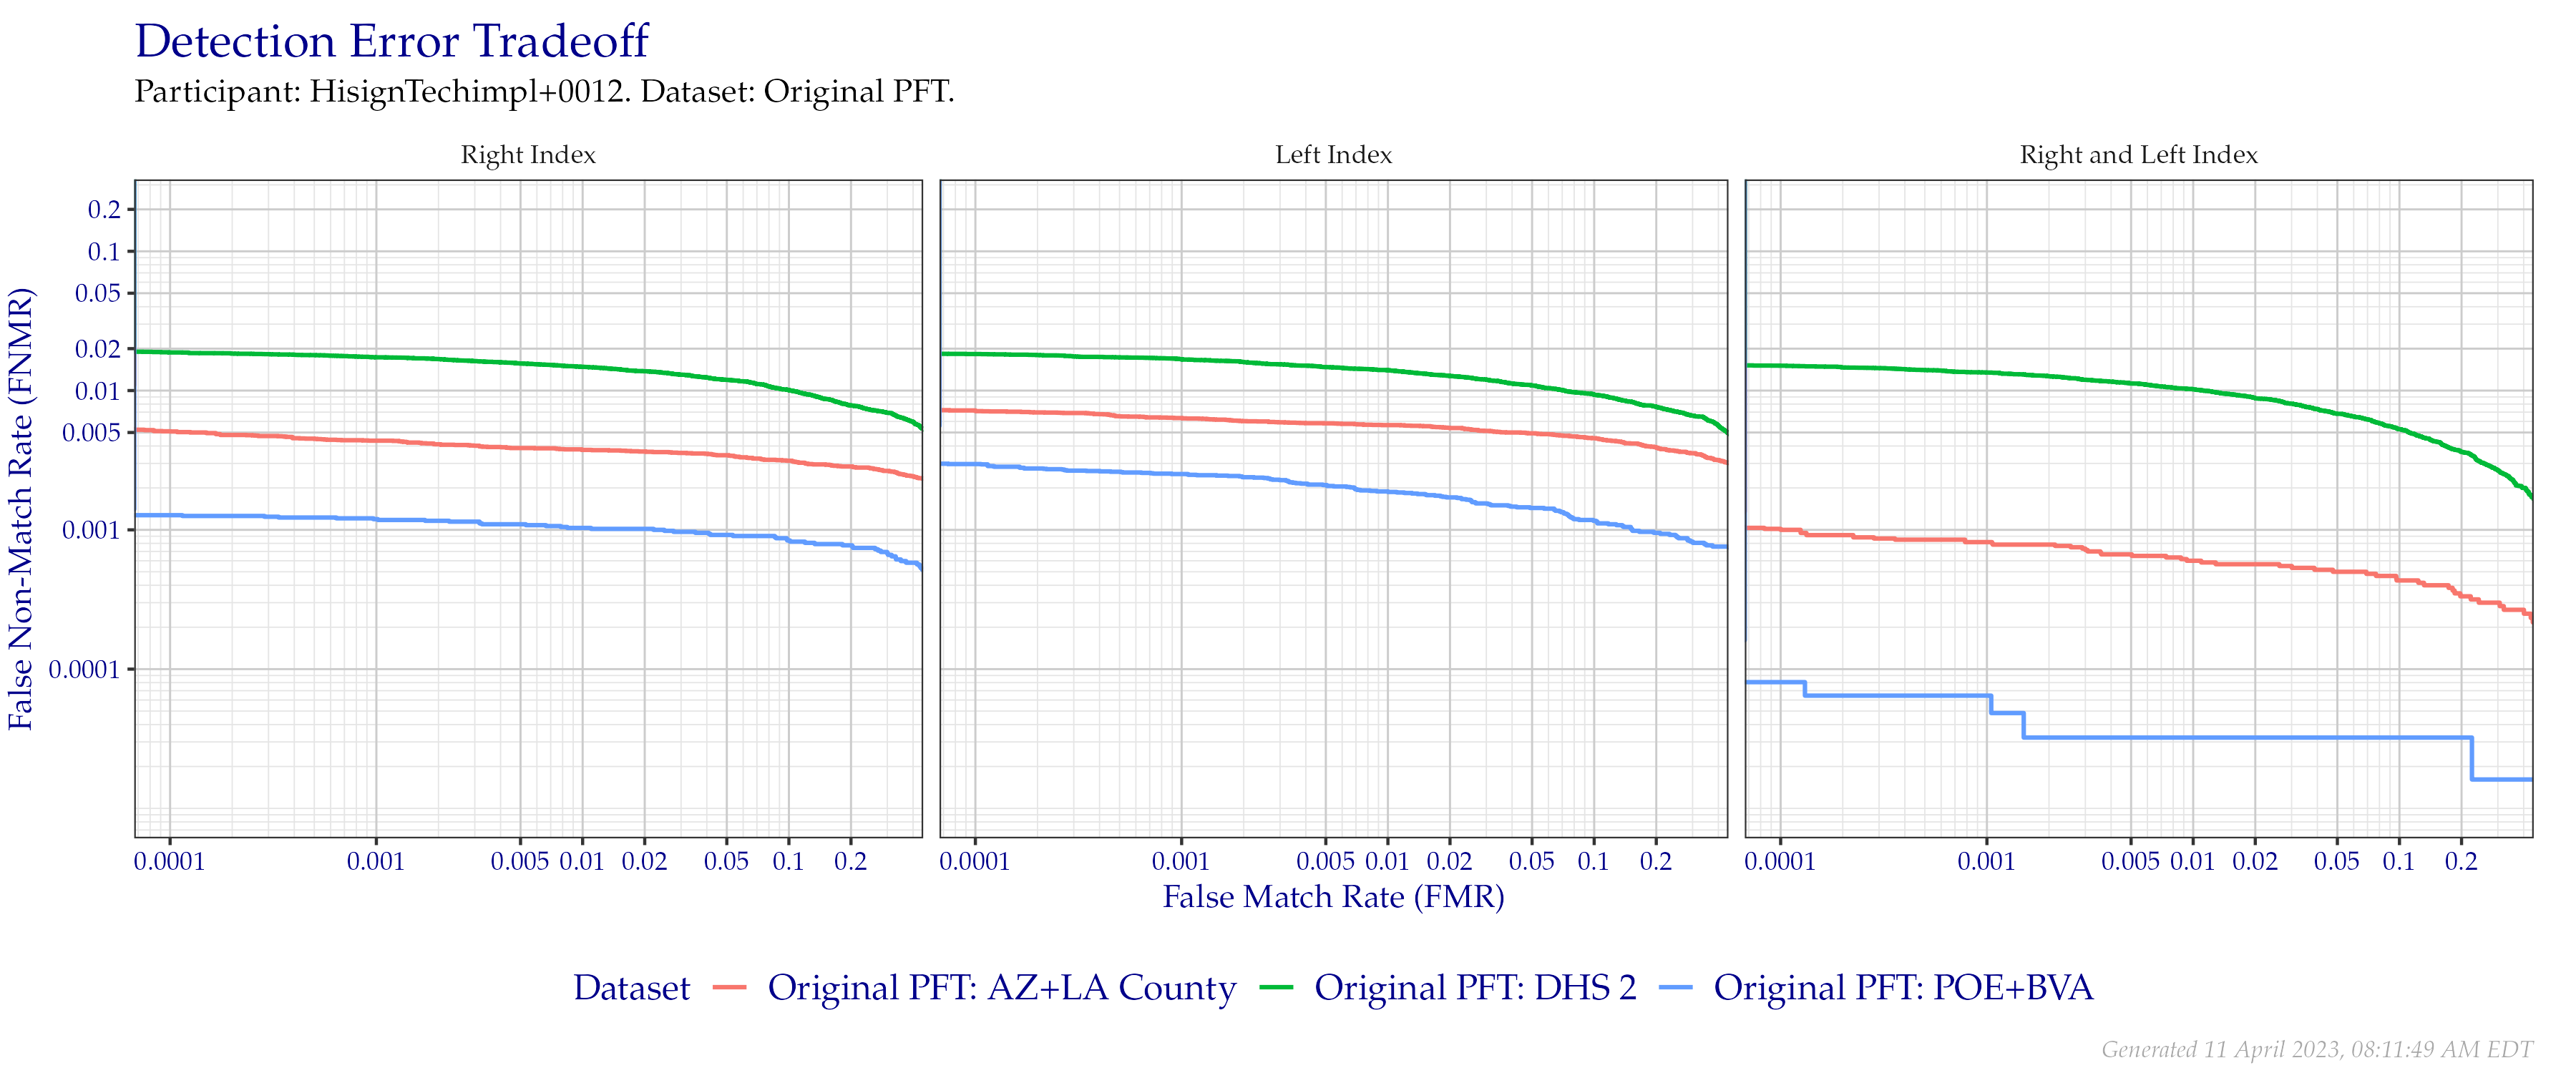 Detection Error Tradeoff
Participant: HisignTechimpl+0012. Dataset: Original PFT.
Right Index
Left Index
Right and Left Index
False Non-Match Rate (FNMR)
0.2
0.1
0.05
0.02
0.01
0.005
0.001
0.0001
0.0001 0.001 0.005 0.01 0.02 0.05 0.1 0.2
0.0001 0.001 0.005 0.01 0.02 0.05 0.1 0.2
0.0001 0.001 0.005 0.01 0.02 0.05 0.1 0.2
False Match Rate (FMR)
Dataset Original PFT: AZ+LA County Original PFT: DHS 2 Original PFT: POE+BVA
Generated 11 April 2023, 08:11:49 AM EDT